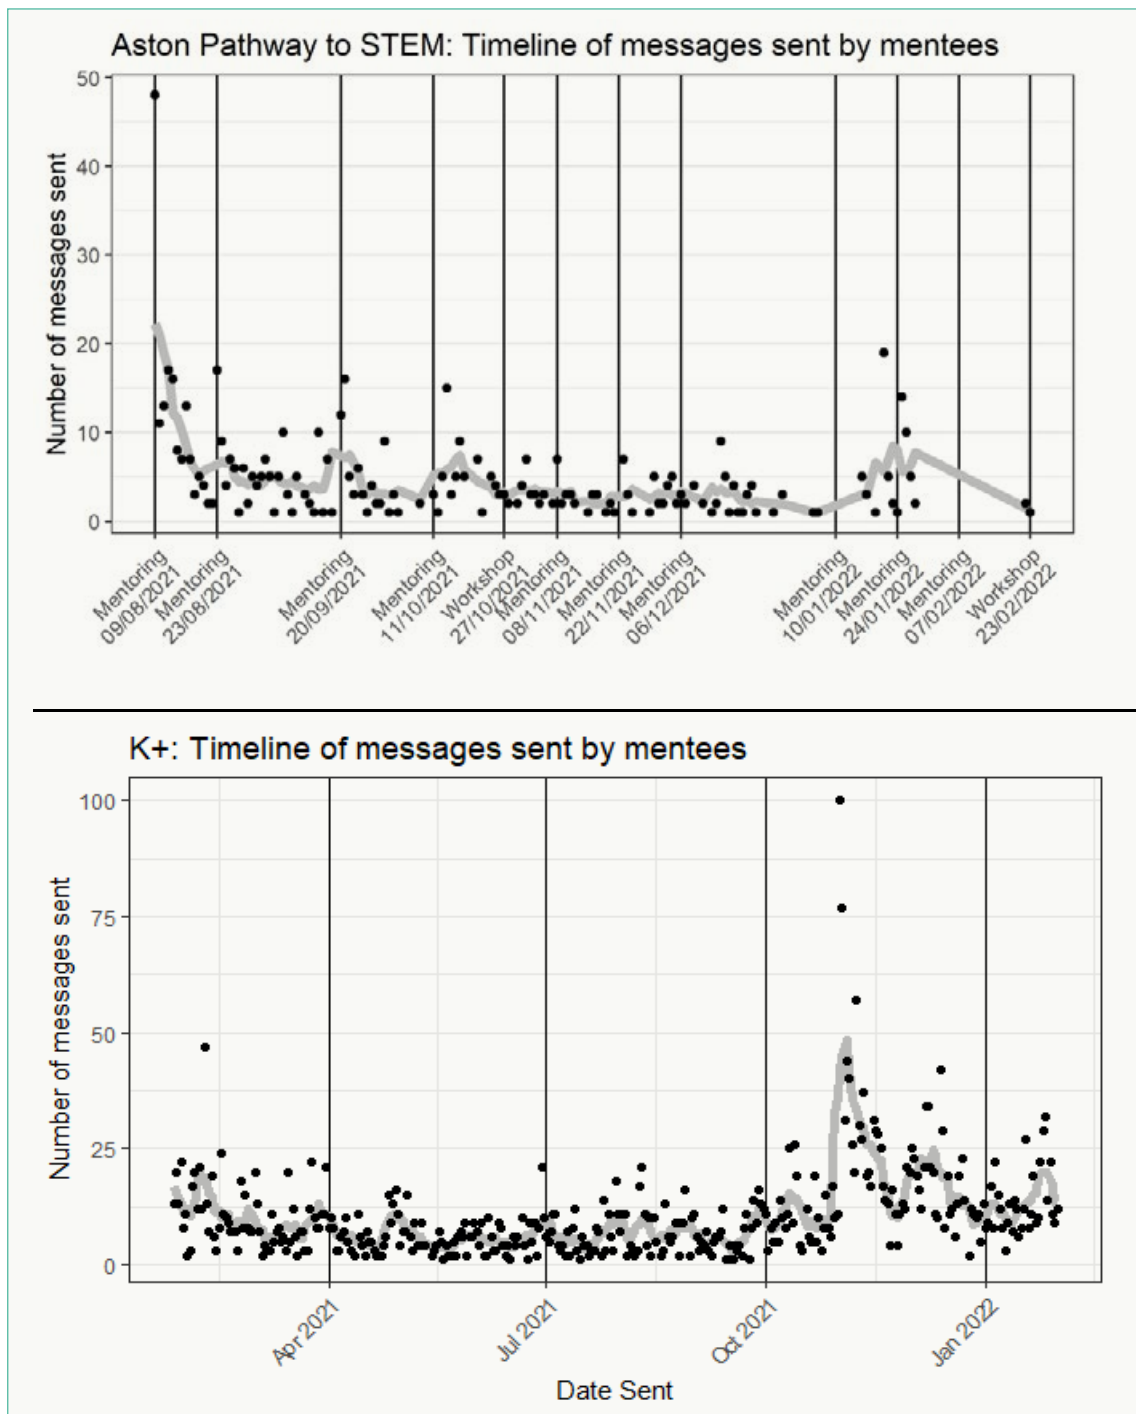 Aston Pathway to STEM: Timeline of messages sent by mentees
Number of messages sent
50
40
30
20
10
0
Mentoring
09/08/2021
Mentoring
23/08/2021
Mentoring
20/09/2021
Mentoring
11/10/2021
Workshop
27/10/2021
Mentoring
08/11/2021
Mentoring
22/11/2021
Mentoring
06/12/2021
Mentoring
10/01/2022
Mentoring
24/01/2022
Mentoring
07/02/2022
Workshop
23/02/2022
K+: Timeline of messages sent by mentees
Number of messages sent
100
75
50
25
0
Apr 2021
Jul 2021
Oct 2021
Jan 2022
Date Sent